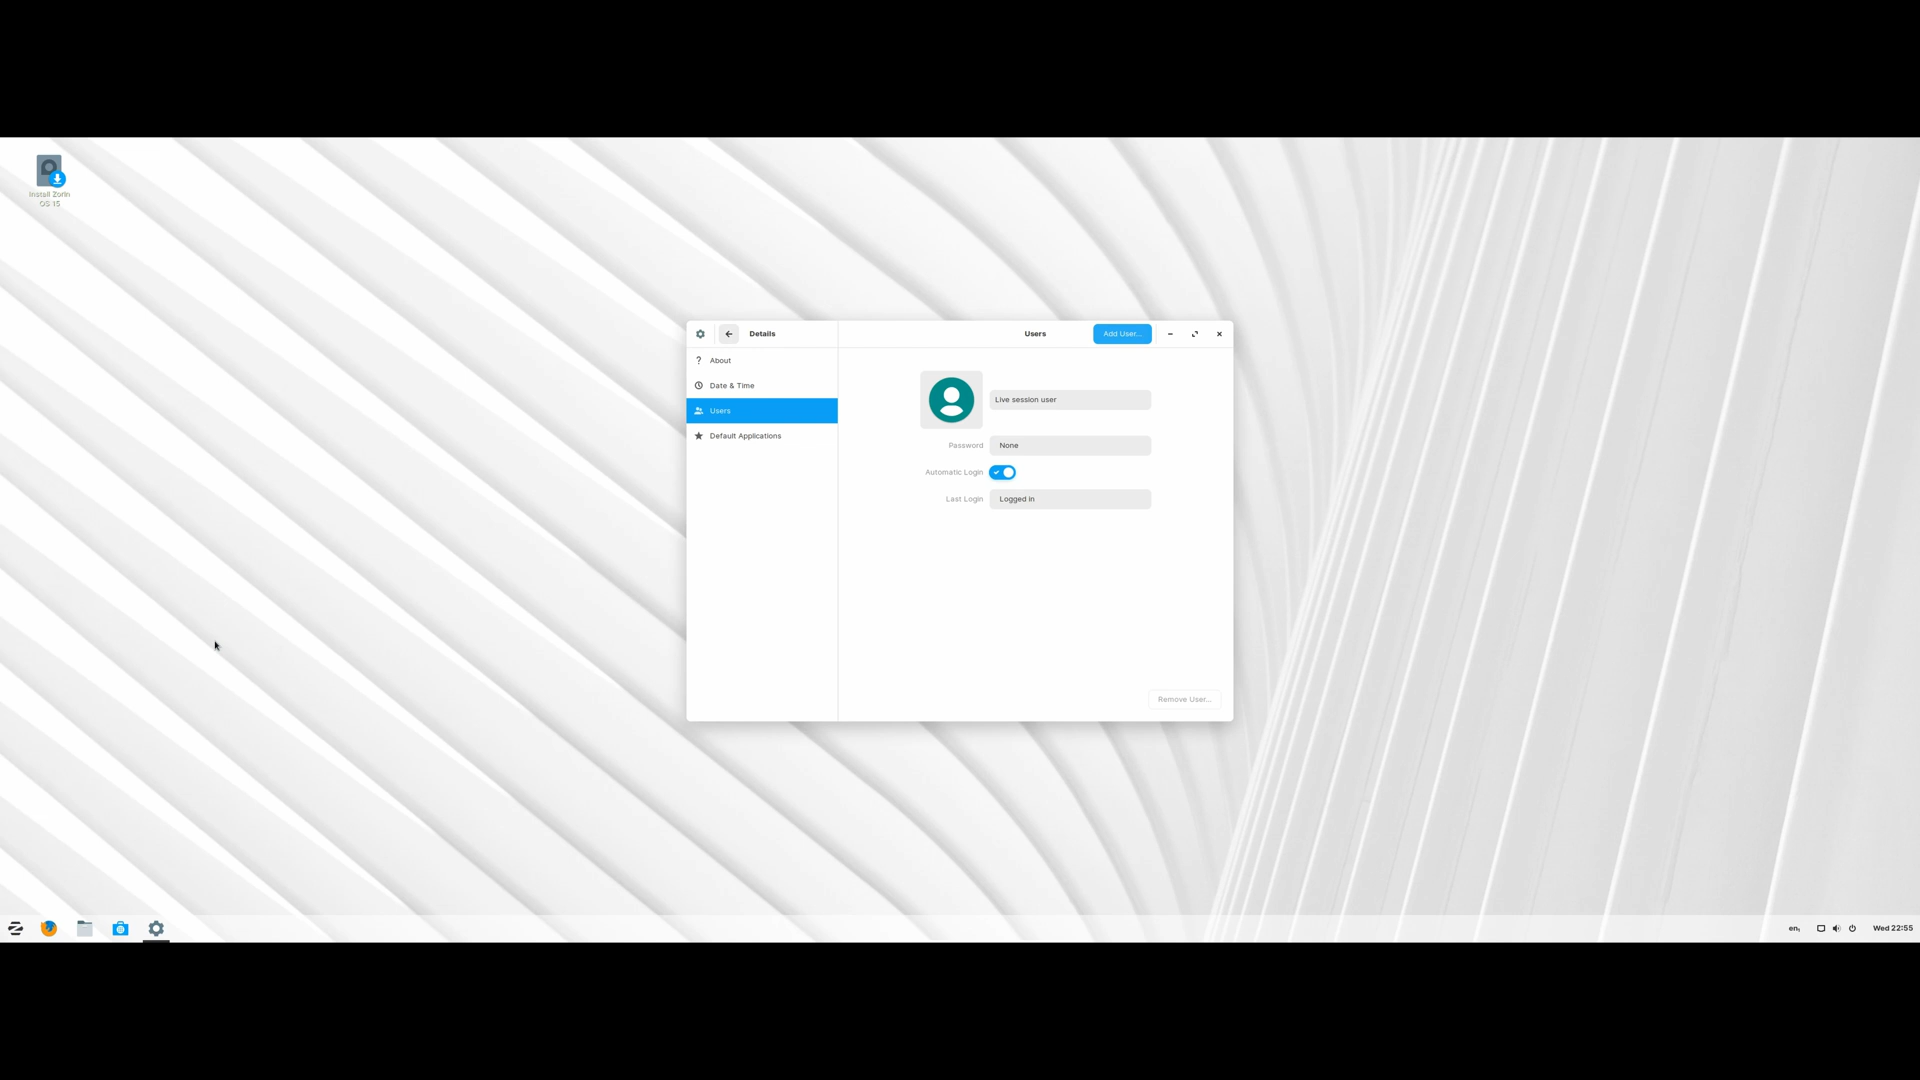 Install Zorin
OS 15
Details
Users
Add User...
About
Date & Time
Users
Default Applications
Live session user
Password
None
Automatic Login
Last Login
Logged in
Remove User...
en₁
Wed 22:55